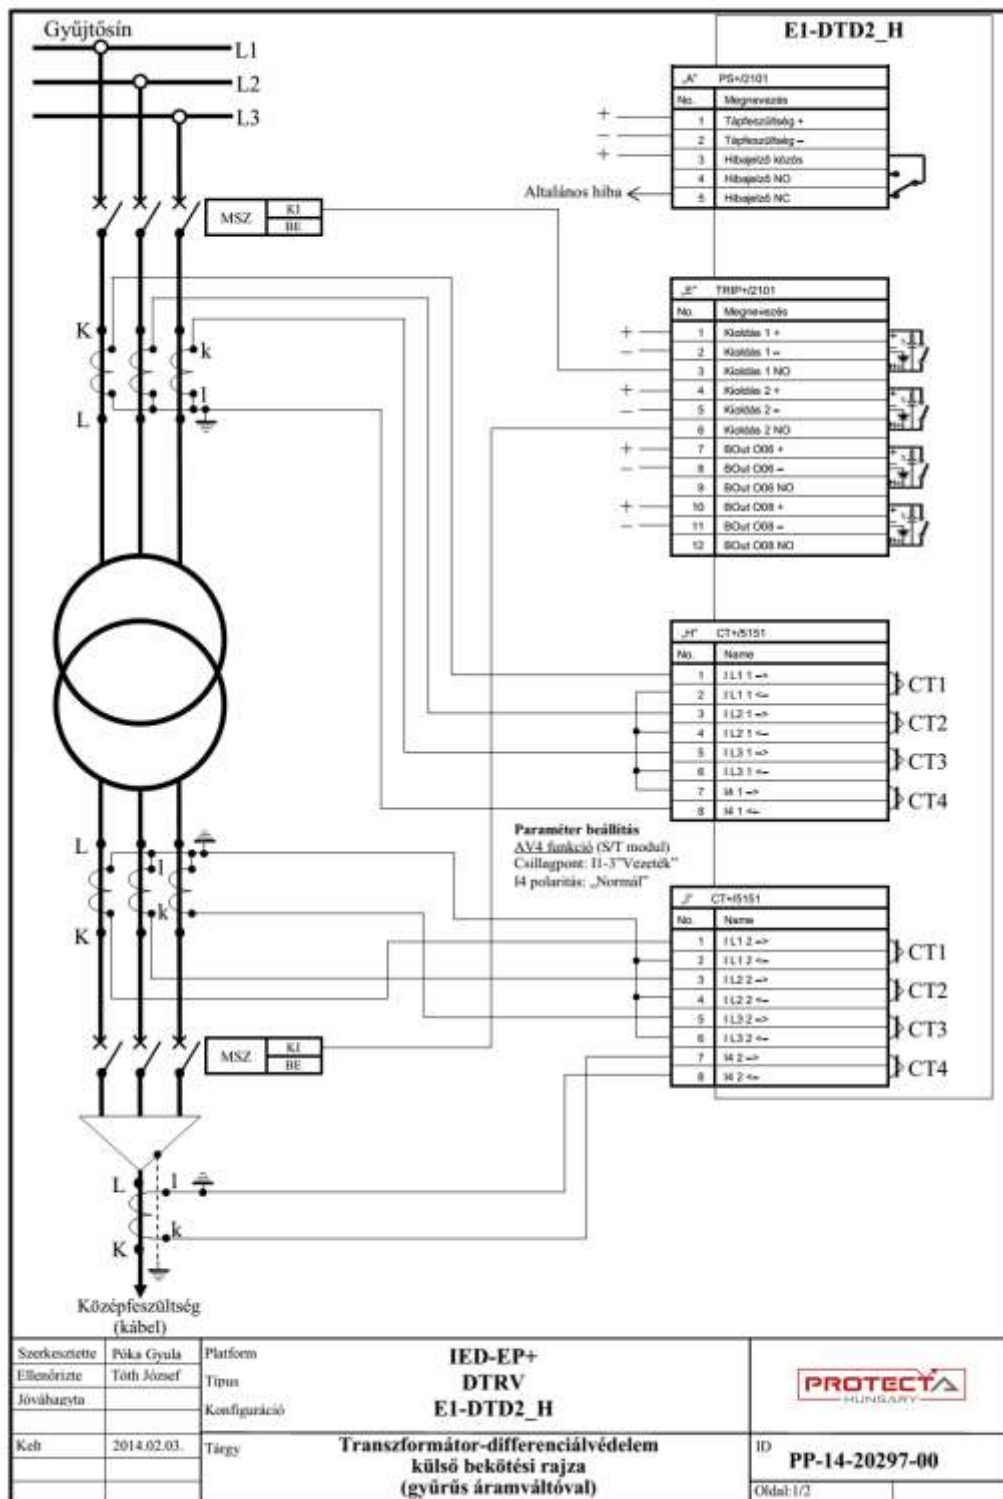 Gyűjtősín
L1
L2
L3
E1-DTD2_H
„A" PS+/2101
No. Megnevezés
+ 1 Tápfeszültség +
– 2 Tápfeszültség –
+ 3 Hibajelző közös
4 Hibajelző NO
Általános hiba 5 Hibajelző NC
MSZ KI
BE
„E" TRIP+/2101
No. Megnevezés
+ 1 Kioldás 1 +
– 2 Kioldás 1 –
3 Kioldás 1 NO
+ 4 Kioldás 2 +
– 5 Kioldás 2 –
6 Kioldás 2 NO
+ 7 BOut O06 +
– 8 BOut O06 –
9 BOut O06 NO
+ 10 BOut O08 +
– 11 BOut O08 –
12 BOut O08 NO
K
k
l
L
„H" CT+/5151
No. Name
1 I L1 1 –>
2 I L1 1 <–
3 I L2 1 –>
4 I L2 1 <–
5 I L3 1 –>
6 I L3 1 <–
7 I4 1 –>
8 I4 1 <–
CT1
CT2
CT3
CT4
Paraméter beállítás
AV4 funkció (S/T modul)
Csillagpont: I1-3"Vezeték"
I4 polaritás: „Normál"
L
l
k
K
„J" CT+/5151
No. Name
1 I L1 2 –>
2 I L1 2 <–
3 I L2 2 –>
4 I L2 2 <–
5 I L3 2 –>
6 I L3 2 <–
7 I4 2 –>
8 I4 2 <–
CT1
CT2
CT3
CT4
MSZ KI
BE
L
l
k
K
Középfeszültség
(kábel)
Szerkesztette Póka Gyula
Ellenőrizte Tóth József
Jóváhagyta
Kelt 2014.02.03.
Platform IED-EP+
Típus DTRV
Konfiguráció E1-DTD2_H
Tárgy Transzformátor-differenciálvédelem
külső bekötési rajza
(gyűrűs áramváltóval)
PROTECTA
HUNGARY
ID
PP-14-20297-00
Oldal:1/2